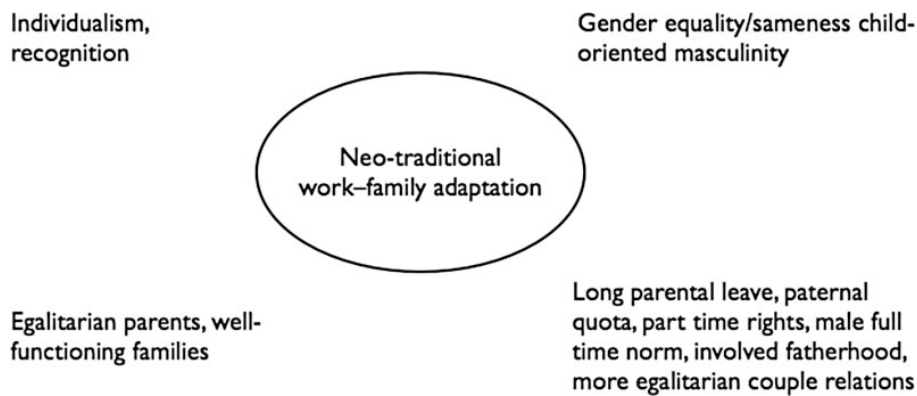 Individualism,
recognition
Gender equality/sameness child-
oriented masculinity
Neo-traditional
work–family adaptation
Egalitarian parents, well-
functioning families
Long parental leave, paternal
quota, part time rights, male full
time norm, involved fatherhood,
more egalitarian couple relations